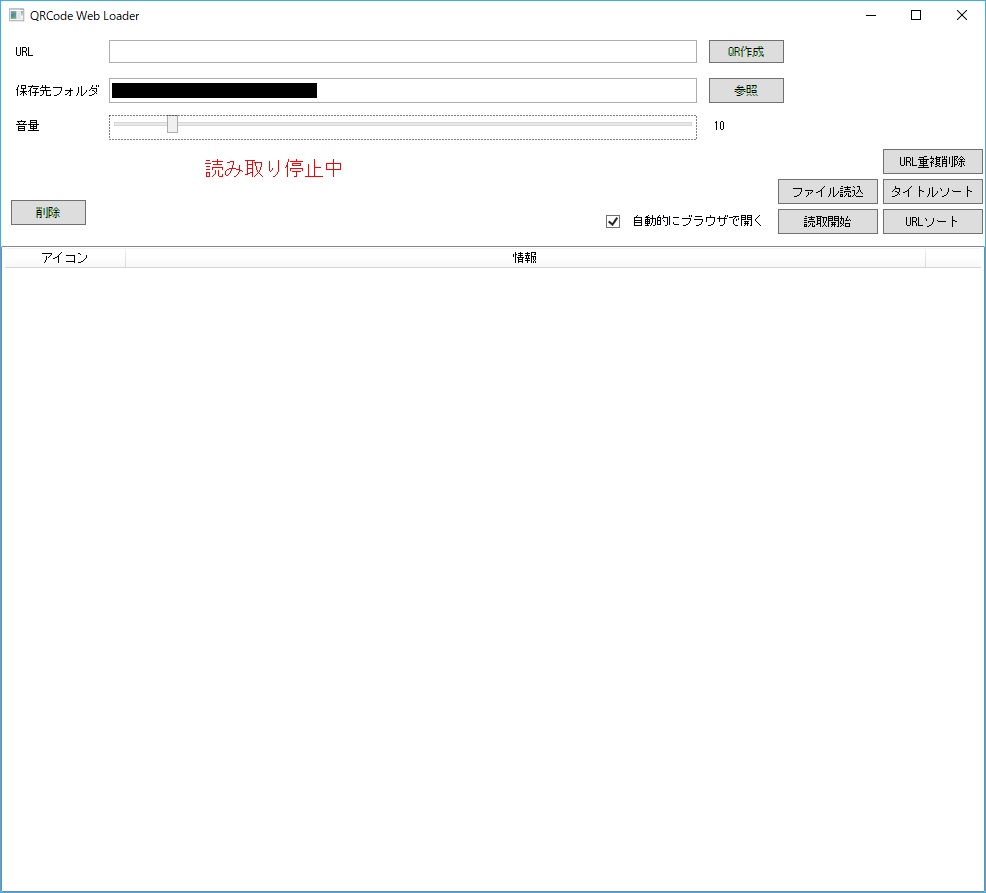 QRCode Web Loader
URL
QR作成
保存先フォルダ
参照
音量
10
読み取り停止中
URL重複削除
ファイル読込
タイトルソート
削除
自動的にブラウザで開く
読取開始
URLソート
アイコン
情報